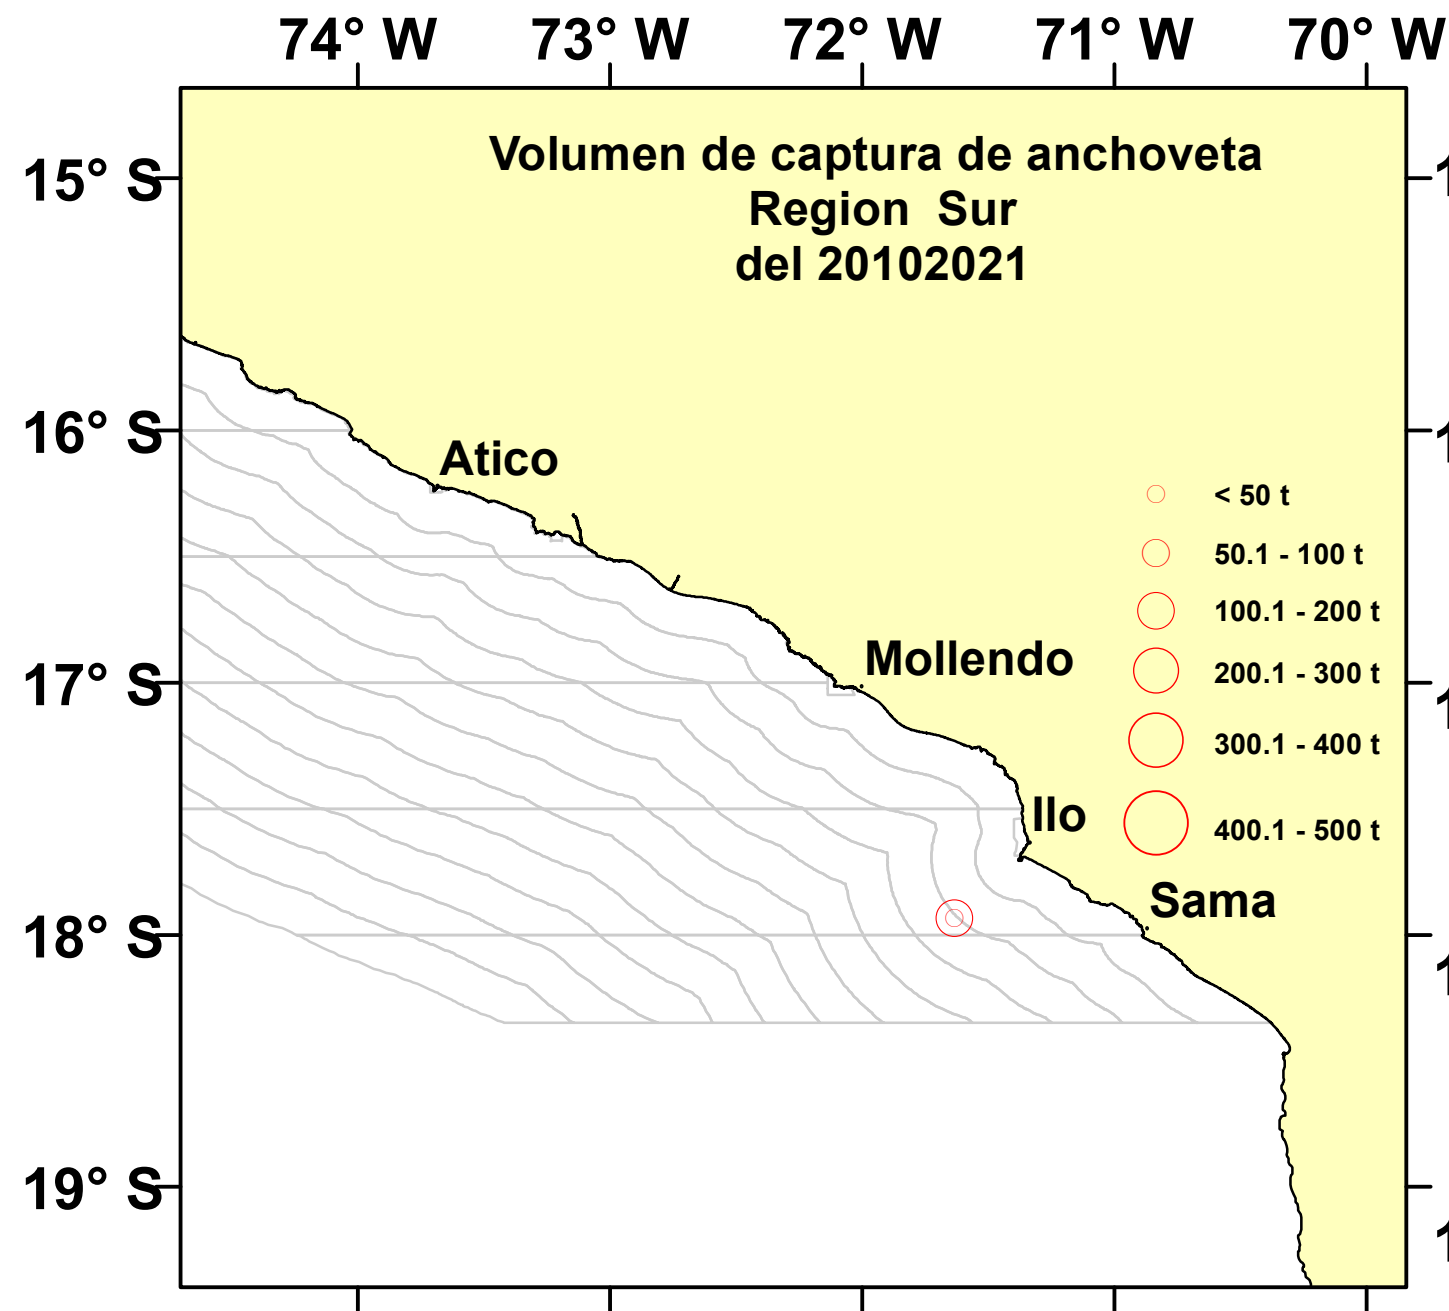 74° W 73° W 72° W 71° W 70° W
Volumen de captura de anchoveta
Region Sur
del 20102021
15° S
16° S
17° S
18° S
19° S
Atico
Mollendo
Ilo
Sama
< 50 t
50.1 - 100 t
100.1 - 200 t
200.1 - 300 t
300.1 - 400 t
400.1 - 500 t